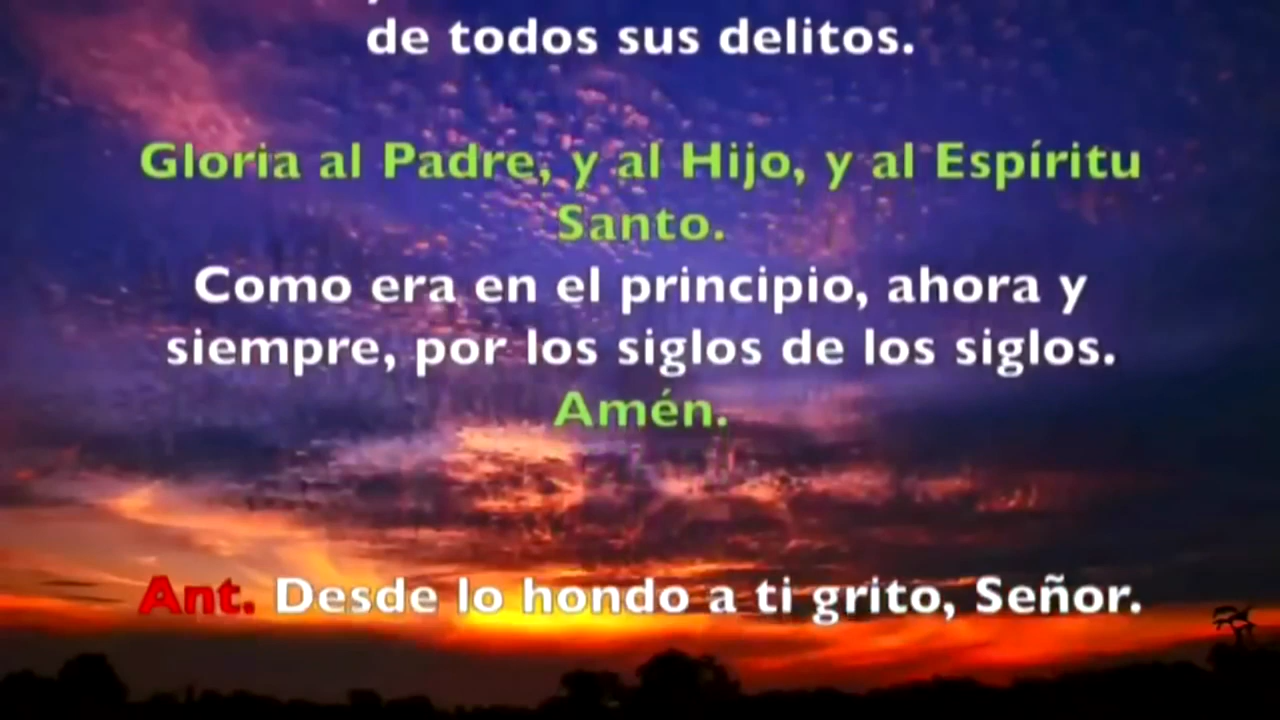 de todos sus delitos.
Gloria al Padre, y al Hijo, y al Espíritu
Santo.
Como era en el principio, ahora y
siempre, por los siglos de los siglos.
Amén.
Ant. Desde lo hondo a ti grito, Señor.